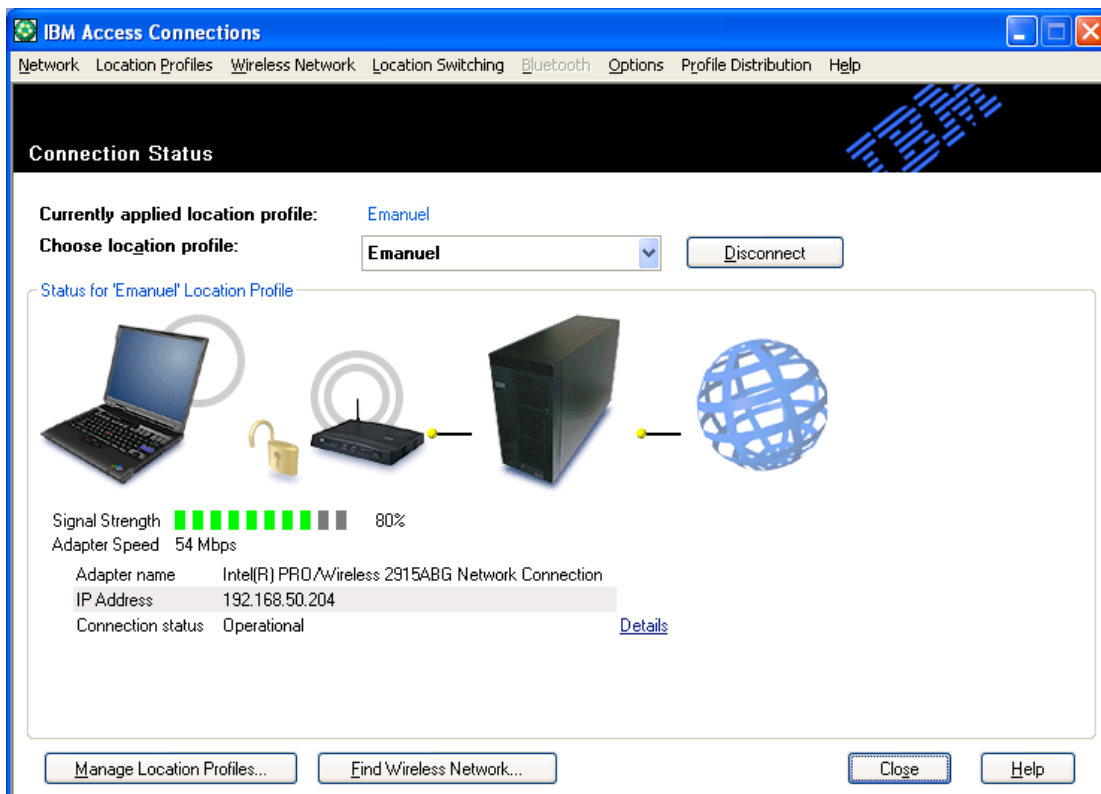 IBM Access Connections
Network Location Profiles Wireless Network Location Switching Bluetooth Options Profile Distribution Help
IBM
Connection Status
Currently applied location profile: Emanuel
Choose location profile: Emanuel Disconnect
Status for 'Emanuel' Location Profile
Signal Strength 80%
Adapter Speed 54 Mbps
Adapter name Intel(R) PRO/Wireless 2915ABG Network Connection
IP Address 192.168.50.204
Connection status Operational Details
Manage Location Profiles... Find Wireless Network... Close Help